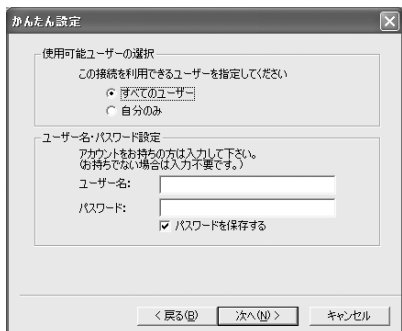 かんたん設定
使用可能ユーザーの選択
この接続を利用できるユーザーを指定してください
すべてのユーザー
自分のみ
ユーザー名・パスワード設定
アカウントをお持ちの方は入力して下さい。
(お持ちでない場合は入力不要です。)
ユーザー名:
パスワード:
パスワードを保存する
< 戻る(B) 次へ(N) > キャンセル